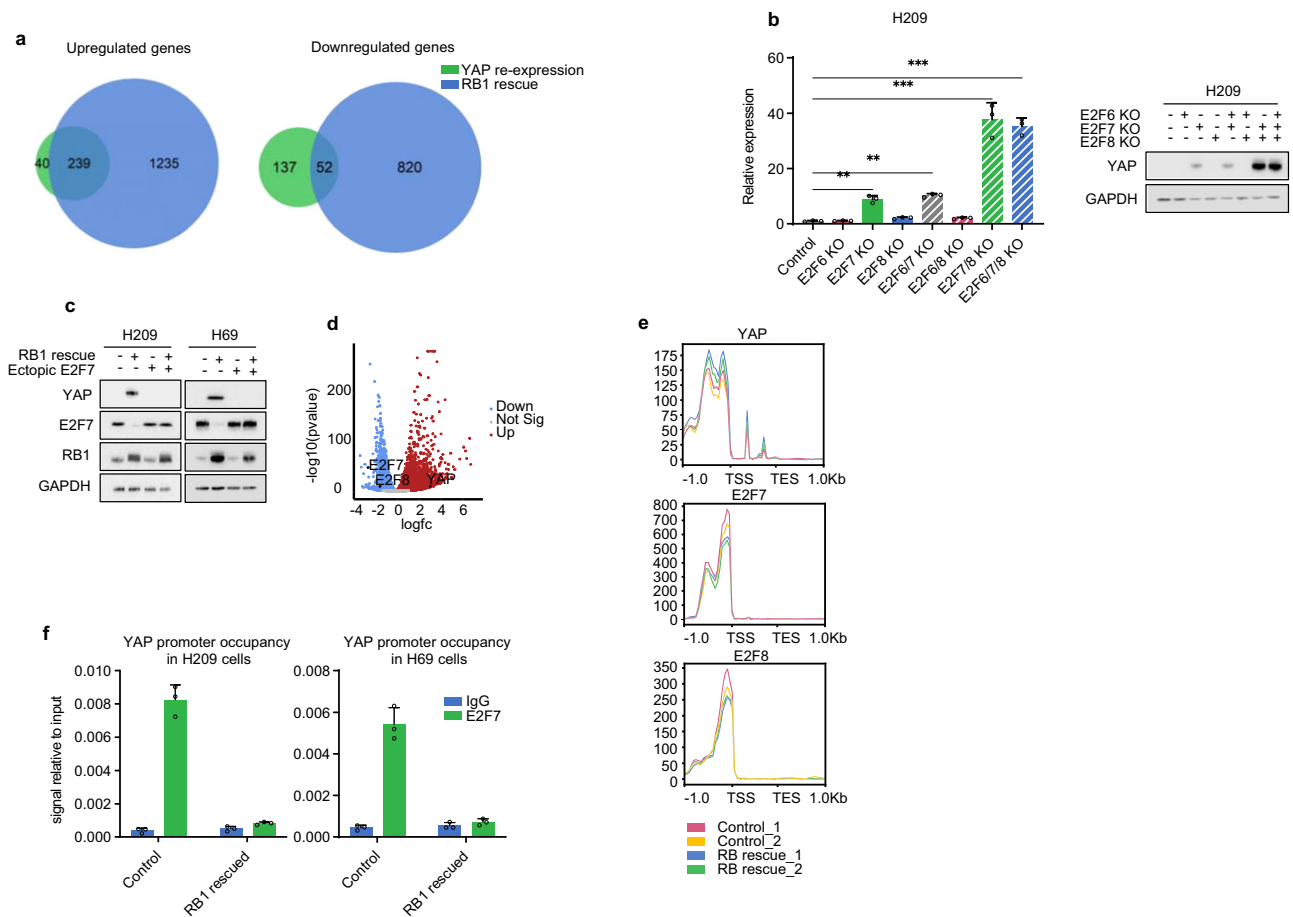 a
Upregulated genes
Downregulated genes
YAP re-expression
RB1 rescue
40
239
1235
137
52
820
b
H209
Relative expression
60
40
20
0
***
***
**
**
Control
E2F6 KO
E2F7 KO
E2F8 KO
E2F6/7 KO
E2F6/8 KO
E2F7/8 KO
E2F6/7/8 KO
H209
E2F6 KO - + - - + + - +
E2F7 KO - - + - + - + +
E2F8 KO - - - + - + + +
YAP
GAPDH
c
H209 H69
RB1 rescue - + - + - + - +
Ectopic E2F7 - - + + - - + +
YAP
E2F7
RB1
GAPDH
d
-log10(pvalue)
200
100
0
E2F7
E2F8
YAP
-4 -2 0 2 4 6
logfc
Down
Not Sig
Up
e
YAP
175
150
125
100
75
50
25
0
-1.0 TSS TES 1.0Kb
E2F7
800
700
600
500
400
300
200
100
0
-1.0 TSS TES 1.0Kb
E2F8
350
300
250
200
150
100
50
0
-1.0 TSS TES 1.0Kb
Control_1
Control_2
RB rescue_1
RB rescue_2
f
YAP promoter occupancy
in H209 cells
signal relative to input
0.010
0.008
0.006
0.004
0.002
0.000
Control
RB1 rescued
YAP promoter occupancy
in H69 cells
0.008
0.006
0.004
0.002
0.000
Control
RB1 rescued
IgG
E2F7